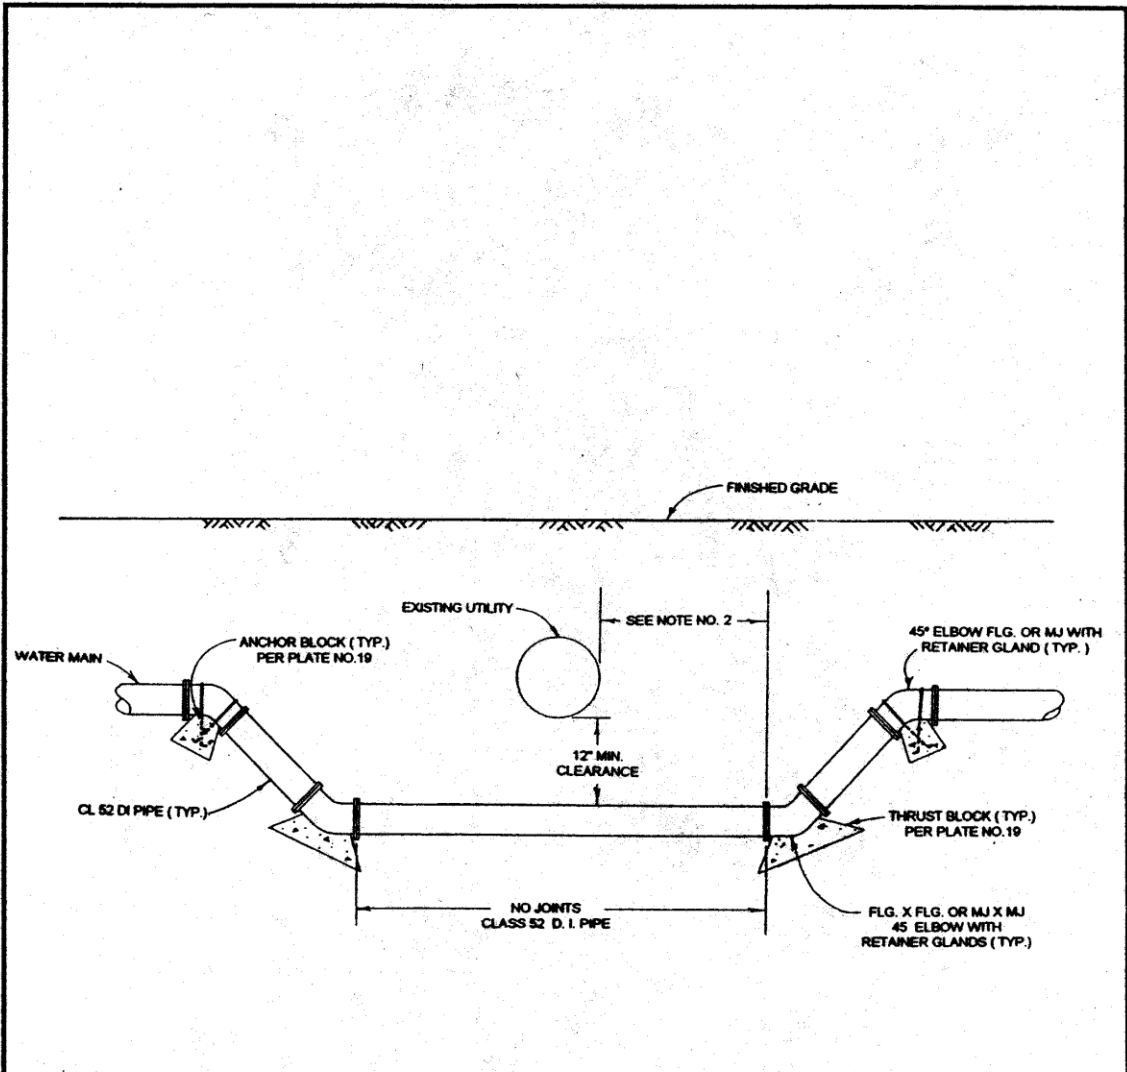 FINISHED GRADE
EXISTING UTILITY
SEE NOTE NO. 2
ANCHOR BLOCK ( TYP. )
PER PLATE NO.19
45° ELBOW FLG. OR MJ WITH
RETAINER GLAND ( TYP. )
WATER MAIN
12" MIN.
CLEARANCE
CL 52 DI PIPE ( TYP. )
THRUST BLOCK ( TYP. )
PER PLATE NO.19
NO JOINTS
CLASS 52 D. I. PIPE
FLG. X FLG. OR MJ X MJ
45 ELBOW WITH
RETAINER GLANDS ( TYP. )